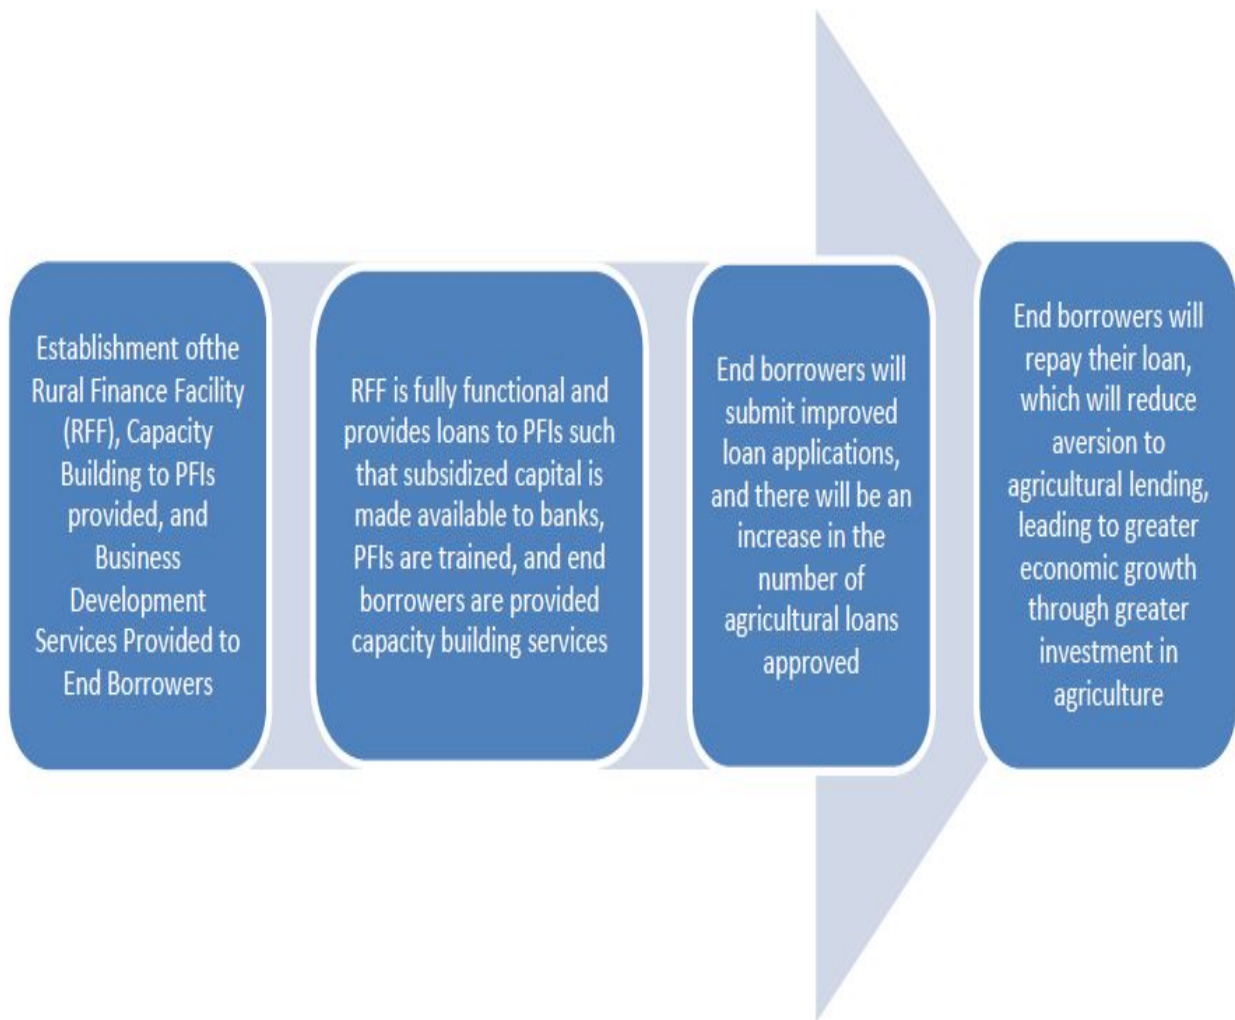 Establishment ofthe
Rural Finance Facility
(RFF), Capacity
Building to PFIs
provided, and
Business
Development
Services Provided to
End Borrowers
RFF is fully functional and
provides loans to PFIs such
that subsidized capital is
made available to banks,
PFIs are trained, and end
borrowers are provided
capacity building services
End borrowers will
submit improved
loan applications,
and there will be an
increase in the
number of
agricultural loans
approved
End borrowers will
repay their loan,
which will reduce
aversion to
agricultural lending,
leading to greater
economic growth
through greater
investment in
agriculture